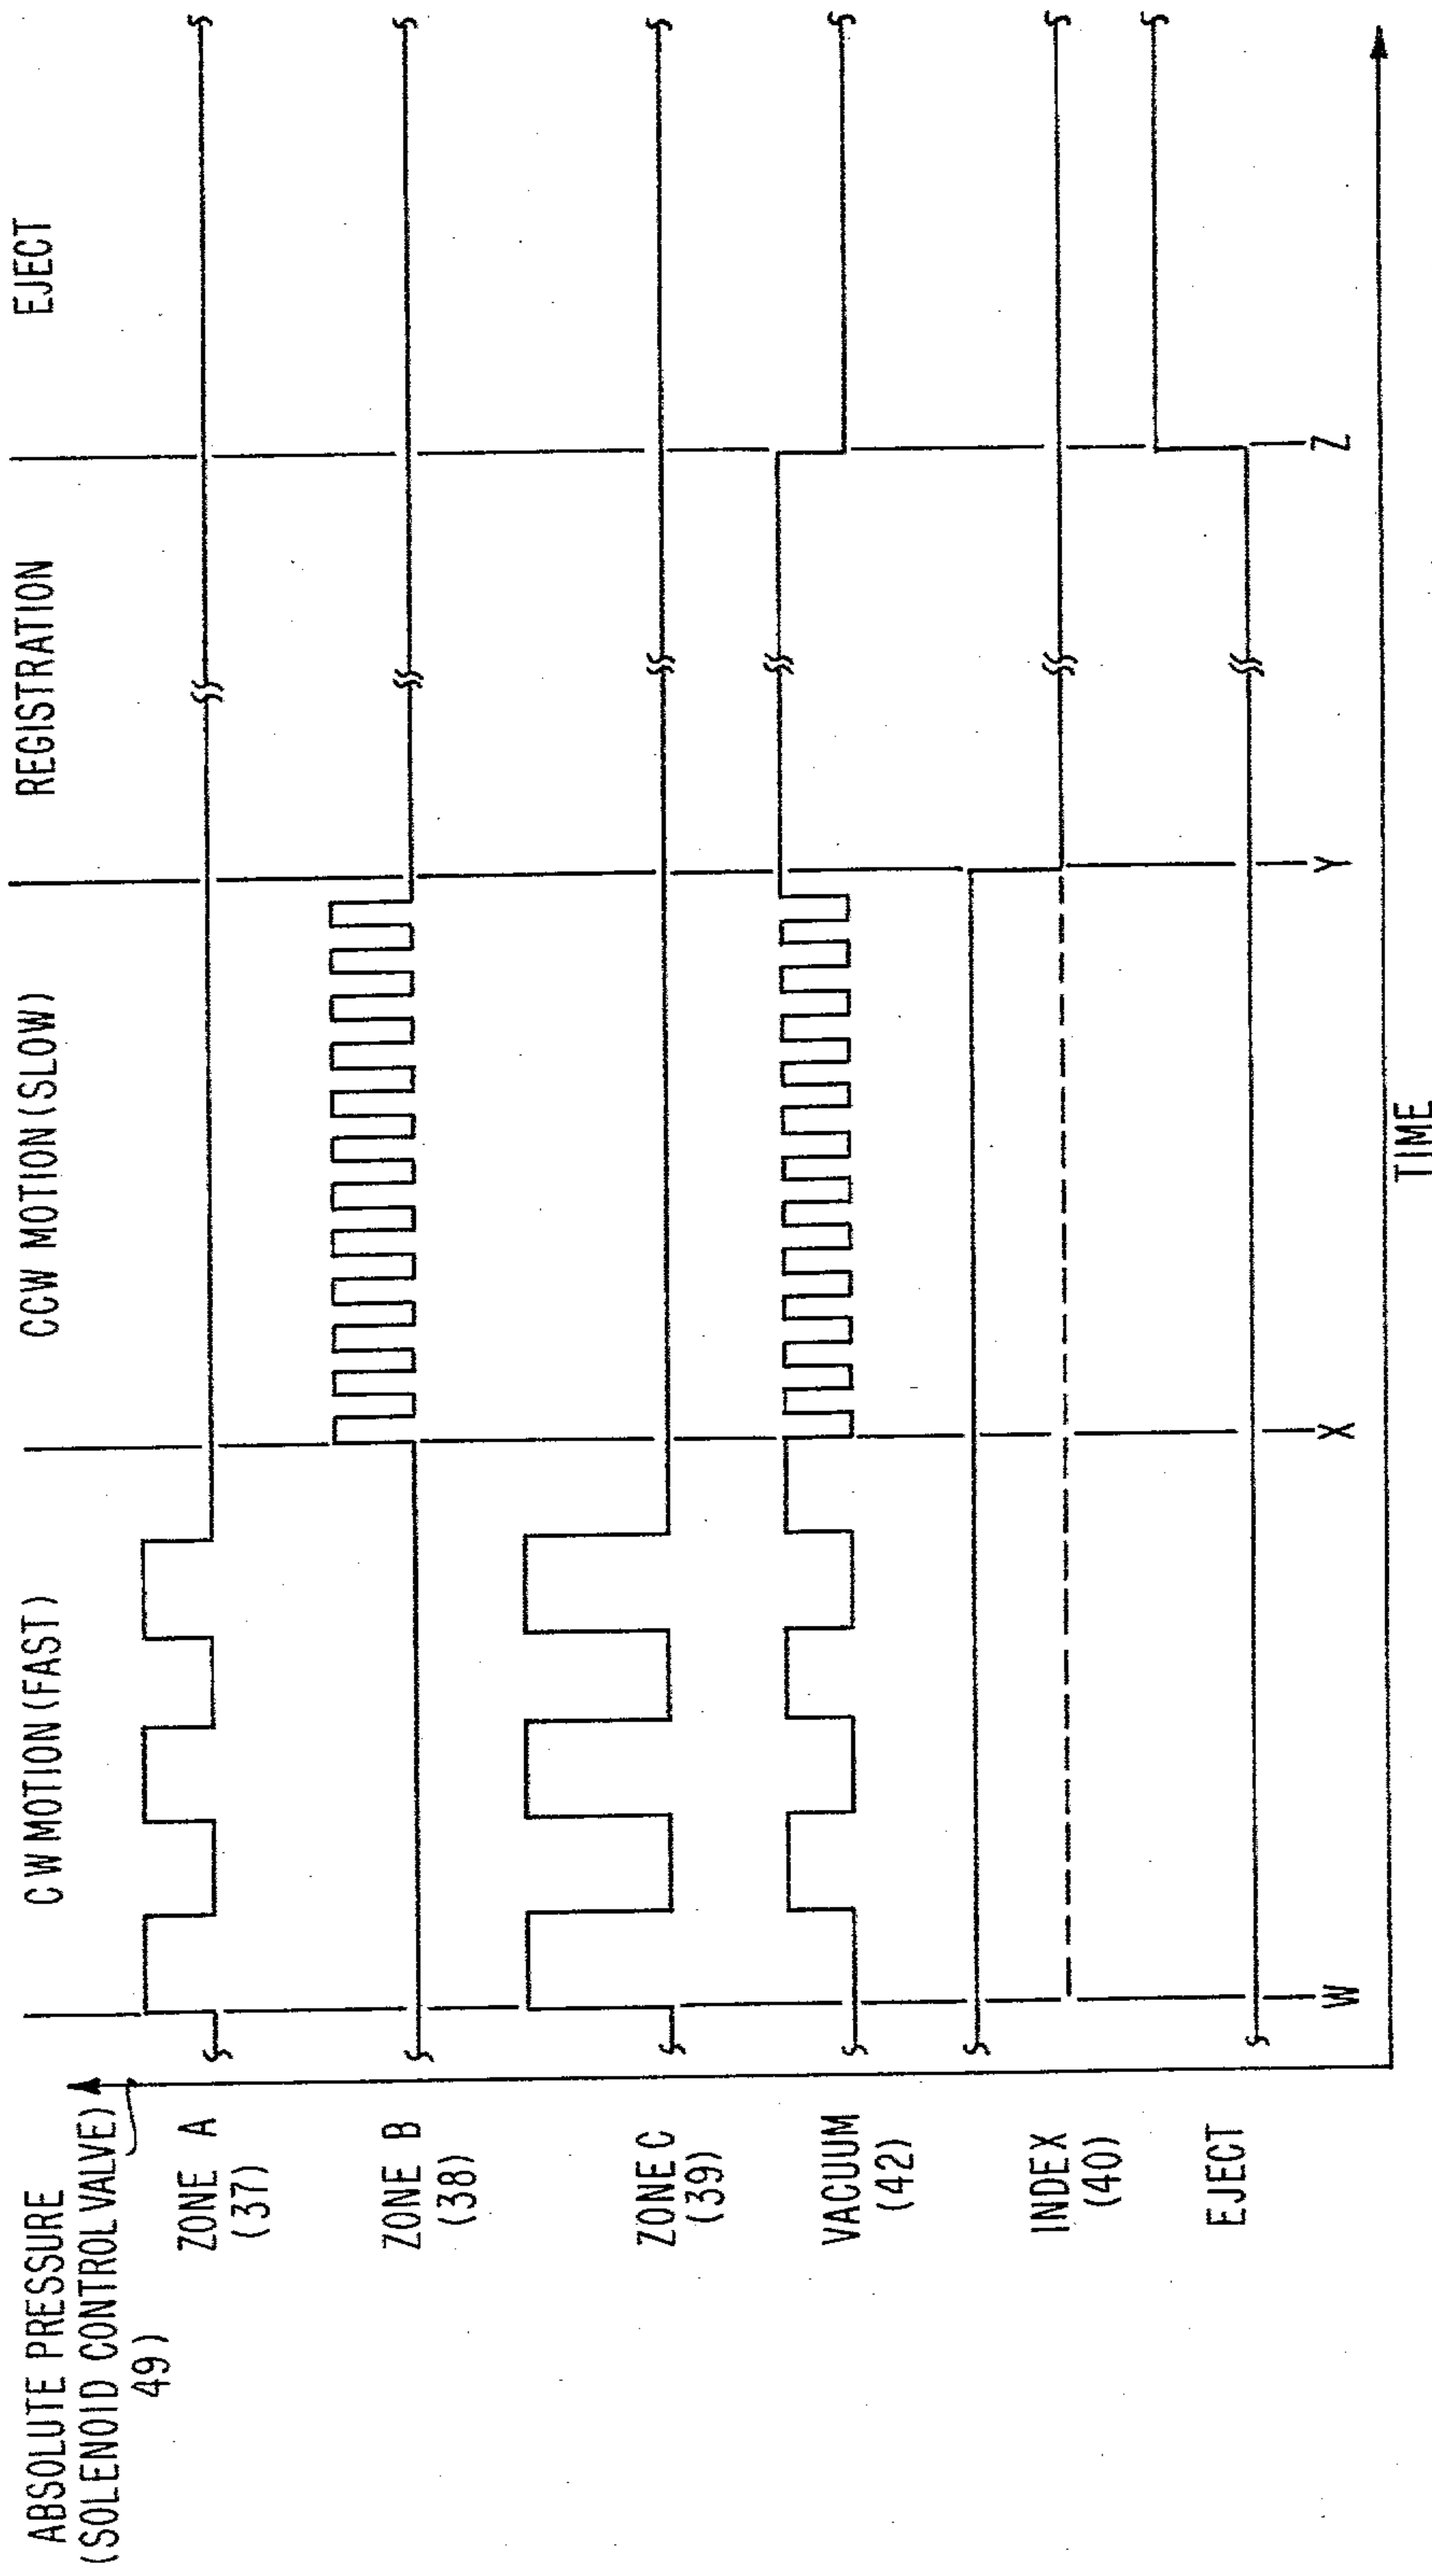 ABSOLUTE PRESSURE
(SOLENOID CONTROL VALVE)
49)
CW MOTION (FAST)
CCW MOTION (SLOW)
REGISTRATION
EJECT
ZONE A
(37)
ZONE B
(38)
ZONE C
(39)
VACUUM
(42)
INDEX
(40)
EJECT
W
X
Y
Z
TIME